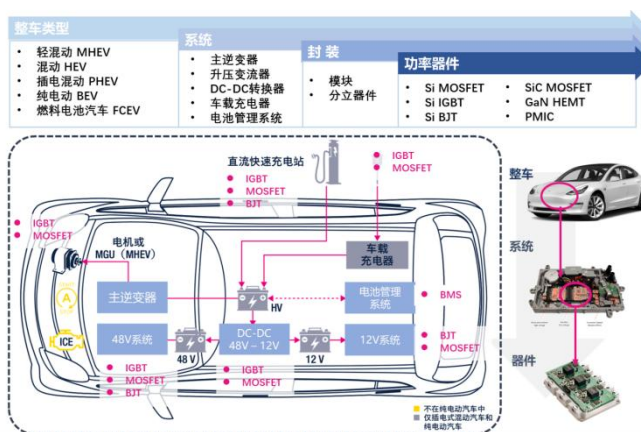 整车类型
• 轻混动 MHEV
• 混动 HEV
• 插电混动 PHEV
• 纯电动 BEV
• 燃料电池汽车 FCEV
系统
• 主逆变器
• 升压变流器
• DC-DC转换器
• 车载充电器
• 电池管理系统
封 装
• 模块
• 分立器件
功率器件
• Si MOSFET
• Si IGBT
• Si BJT
• SiC MOSFET
• GaN HEMT
• PMIC
直流快速充电站
• IGBT
• MOSFET
• BJT
• IGBT
• MOSFET
• IGBT
• MOSFET
电机或
MGU（MHEV）
车载
充电器
主逆变器
HV
电池管理
系统
• BMS
A
ICE
48V系统
48 V
DC-DC
48V – 12V
12 V
12V系统
• BJT
• MOSFET
• IGBT
• MOSFET
• BJT
• IGBT
• MOSFET
不在纯电动汽车中
仅插电式混动汽车和
纯电动汽车
整车
系统
器件